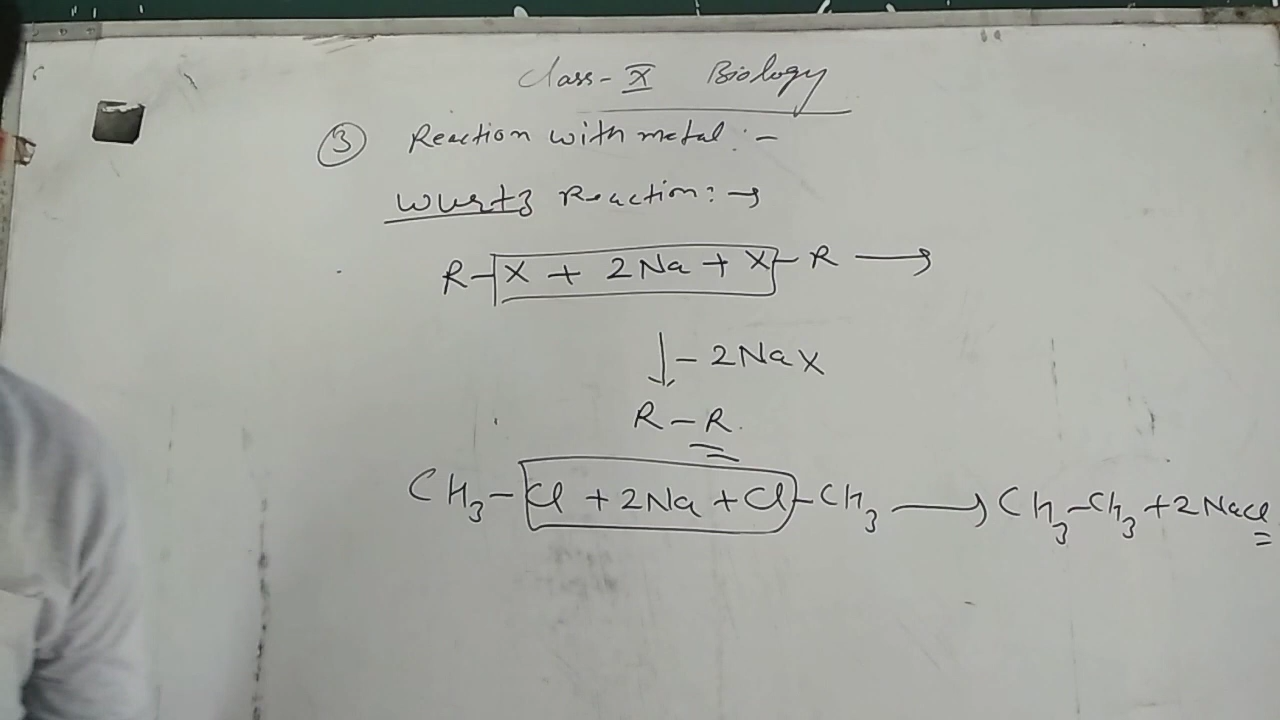 Class-X Biology
③ Reaction with metal:-
Wurtz Reaction:→
R-X + 2Na + X-R →
↓ - 2NaX
R-R
CH₃-Cl + 2Na + Cl-CH₃ → CH₃-CH₃ + 2NaCl